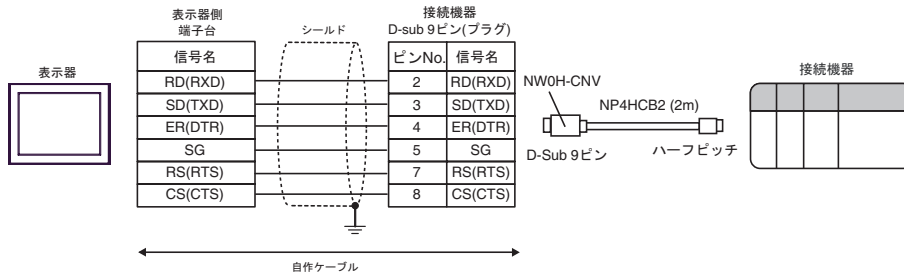 表示器
表示器側
端子台
信号名
RD(RXD)
SD(TXD)
ER(DTR)
SG
RS(RTS)
CS(CTS)
シールド
接続機器
D-sub 9ピン(プラグ)
ピンNo. 信号名
2 RD(RXD)
3 SD(TXD)
4 ER(DTR)
5 SG
7 RS(RTS)
8 CS(CTS)
自作ケーブル
NW0H-CNV
NP4HCB2 (2m)
D-Sub 9ピン
ハーフピッチ
接続機器